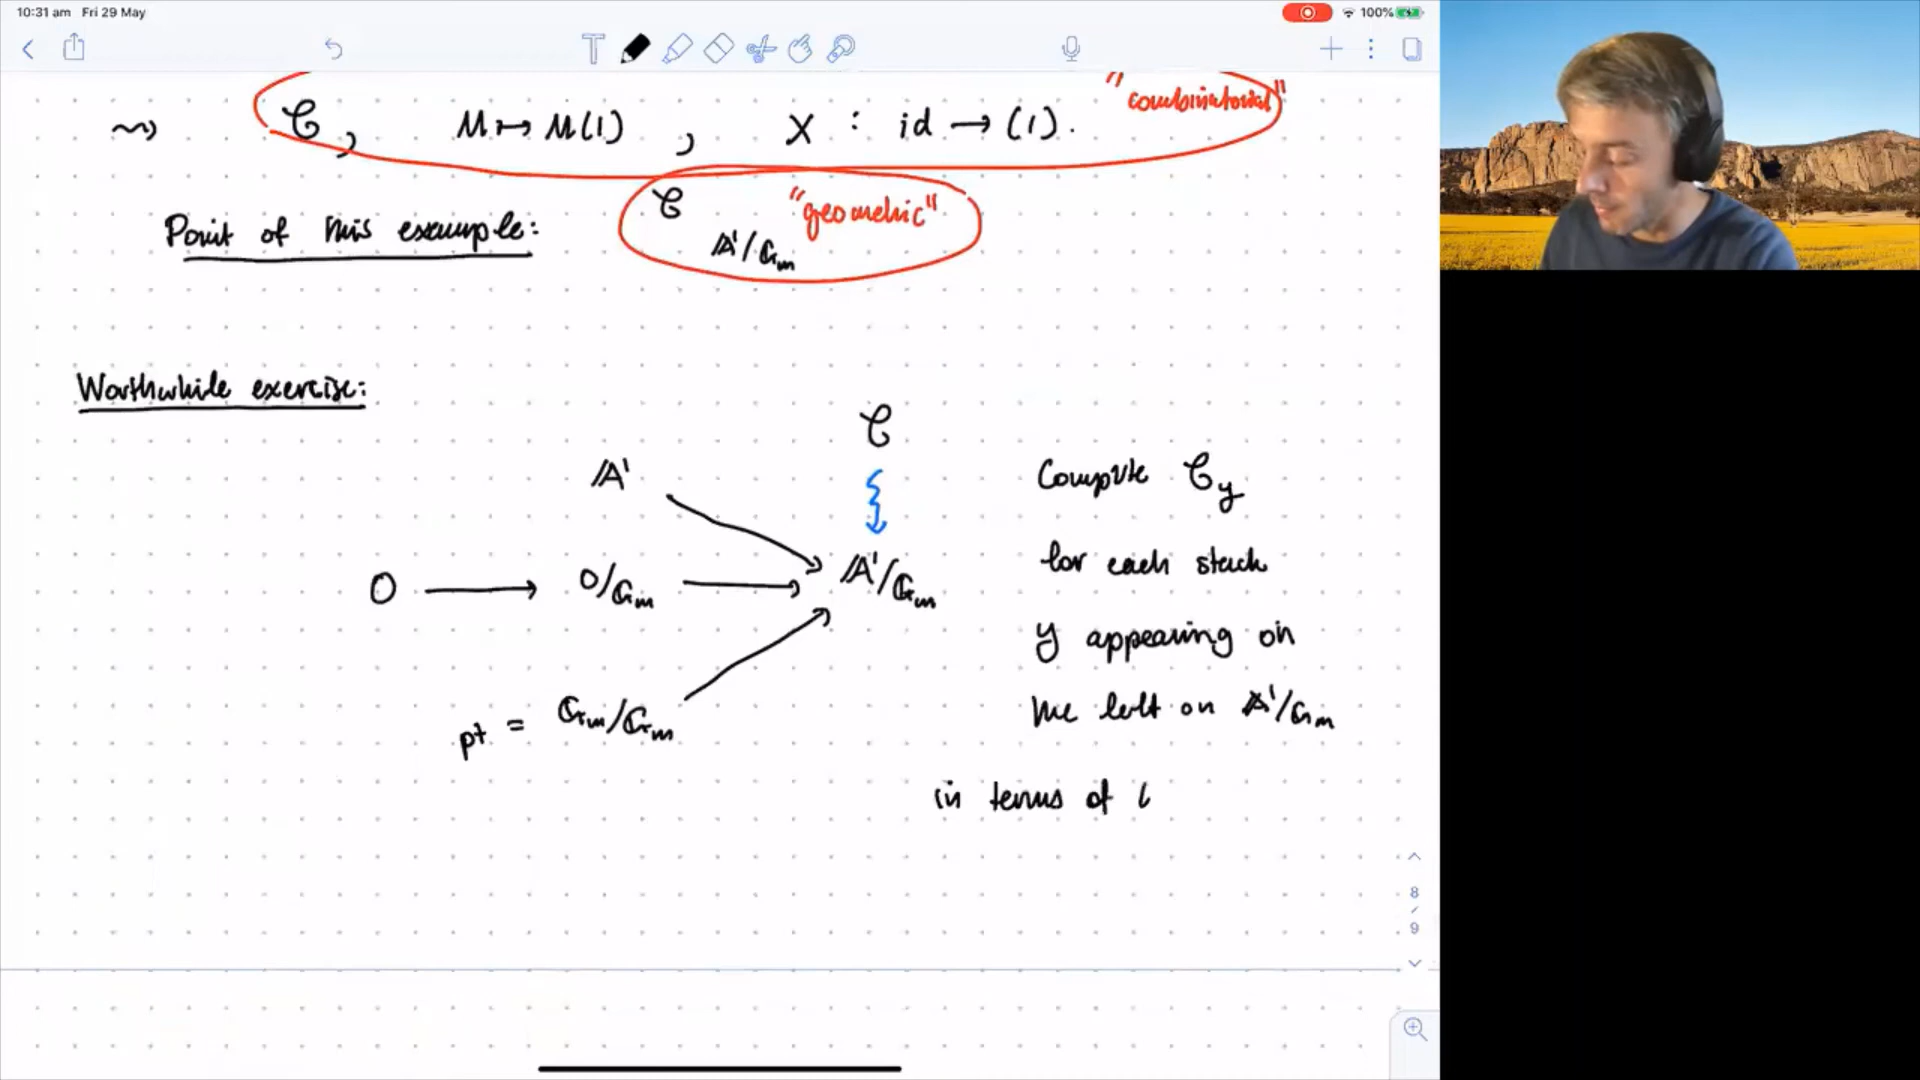 10:31 am Fri 29 May
100%
"combinatorial"
⇝ 𝒞, M ↦ M(1), X : id → (1).
Point of this example: 𝒞 "geometric"
𝔸¹/𝔾ₘ
Worthwhile exercise:
𝒞
𝔸¹
Compute 𝒞_y
0 → 0/𝔾ₘ → 𝔸¹/𝔾ₘ
for each stack
y appearing on
the left on 𝔸¹/𝔾ₘ
pt = 𝔾ₘ/𝔾ₘ
in terms of (
8
/
9